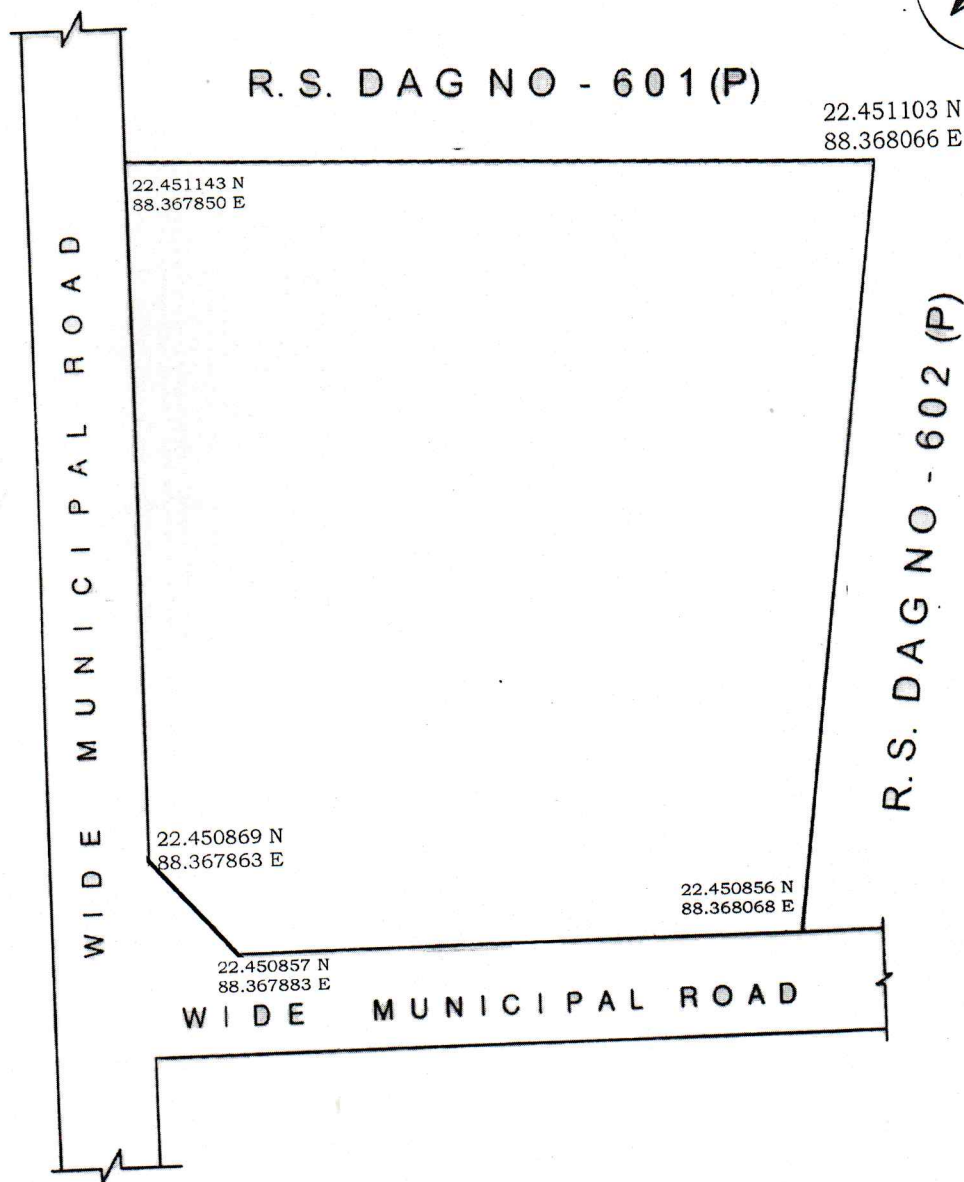 R. S. DAG NO - 601 (P)
22.451103 N
88.368066 E
22.451143 N
88.367850 E
WIDE MUNICIPAL ROAD
R. S. DAG NO - 602 (P)
22.450869 N
88.367863 E
22.450856 N
88.368068 E
22.450857 N
88.367883 E
WIDE MUNICIPAL ROAD